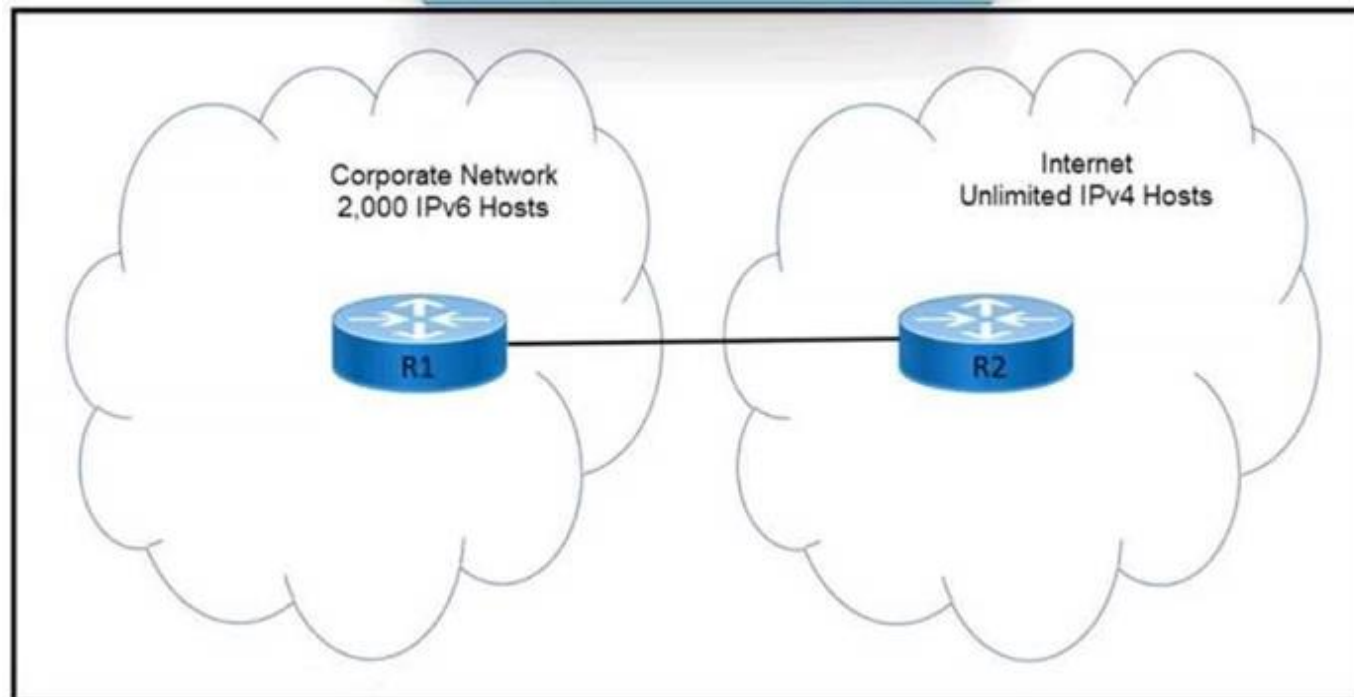 Corporate Network
2,000 IPv6 Hosts
Internet
Unlimited IPv4 Hosts
R1
R2